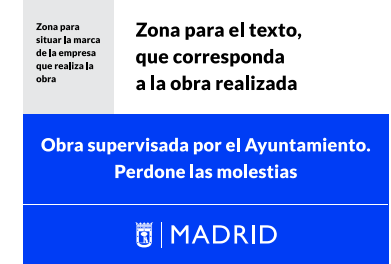 Zona para
situar la marca
de la empresa
que realiza la
obra
Zona para el texto,
que corresponda
a la obra realizada
Obra supervisada por el Ayuntamiento.
Perdone las molestias
MADRID